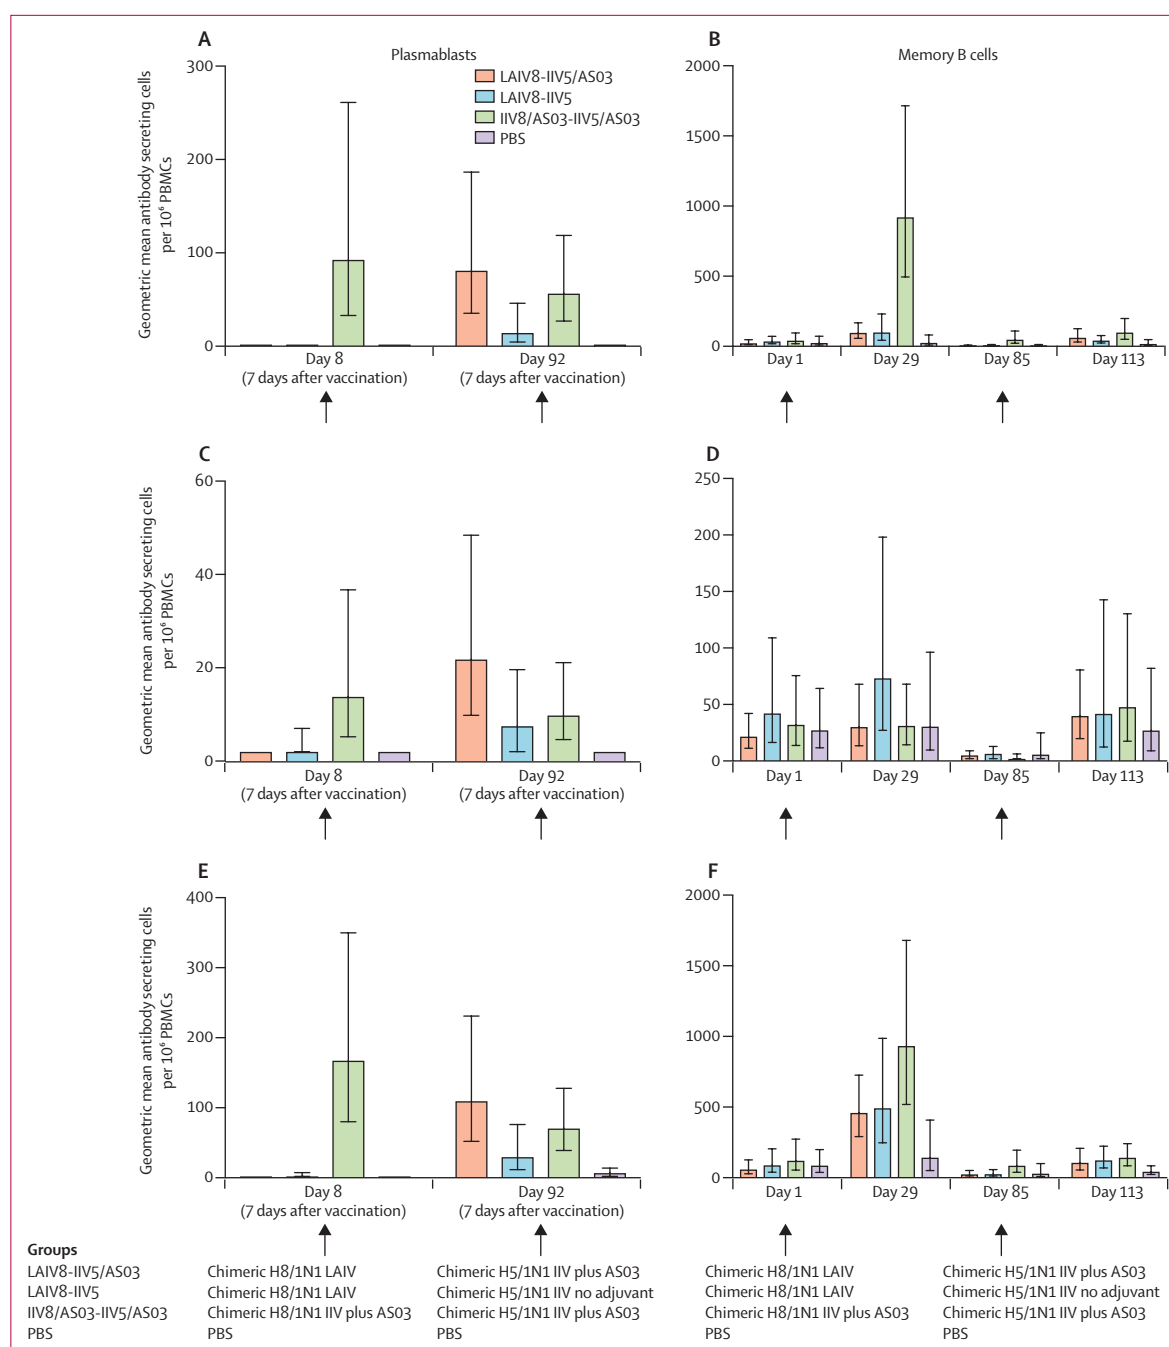 A
Plasmablasts
Geometric mean antibody secreting cells
per 10⁶ PBMCs
300
200
100
0
LAIV8-IIV5/AS03
LAIV8-IIV5
IIV8/AS03-IIV5/AS03
PBS
Day 8
(7 days after vaccination)
Day 92
(7 days after vaccination)
B
Memory B cells
2000
1500
1000
500
0
Day 1
Day 29
Day 85
Day 113
C
Geometric mean antibody secreting cells
per 10⁶ PBMCs
60
40
20
0
Day 8
(7 days after vaccination)
Day 92
(7 days after vaccination)
D
250
200
150
100
50
0
Day 1
Day 29
Day 85
Day 113
E
Geometric mean antibody secreting cells
per 10⁶ PBMCs
400
300
200
100
0
Day 8
(7 days after vaccination)
Day 92
(7 days after vaccination)
F
2000
1500
1000
500
0
Day 1
Day 29
Day 85
Day 113
Groups
LAIV8-IIV5/AS03 Chimeric H8/1N1 LAIV Chimeric H5/1N1 IIV plus AS03 Chimeric H8/1N1 LAIV Chimeric H5/1N1 IIV plus AS03
LAIV8-IIV5 Chimeric H8/1N1 LAIV Chimeric H5/1N1 IIV no adjuvant Chimeric H8/1N1 LAIV Chimeric H5/1N1 IIV no adjuvant
IIV8/AS03-IIV5/AS03 Chimeric H8/1N1 IIV plus AS03 Chimeric H5/1N1 IIV plus AS03 Chimeric H8/1N1 IIV plus AS03 Chimeric H5/1N1 IIV plus AS03
PBS PBS PBS PBS PBS